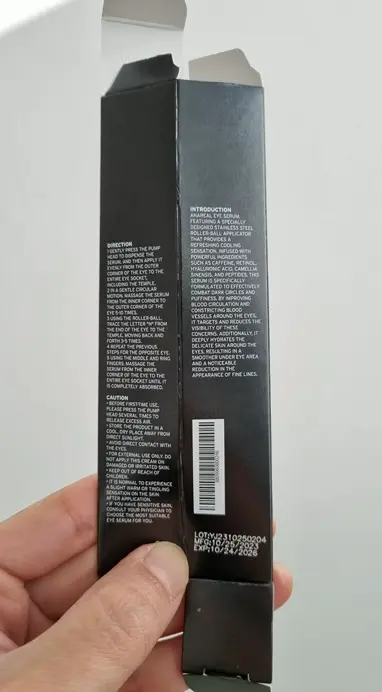 DIRECTION
1 GENTLY PRESS THE PUMP
HEAD TO DISPENSE THE
SERUM, AND THEN APPLY IT
EVENLY FROM THE OUTER
CORNER OF THE EYE TO THE
ENTIRE EYE SOCKET,
INCLUDING THE TEMPLE.
2 IN A GENTLE CIRCULAR
MOTION, MASSAGE THE SERUM
FROM THE INNER CORNER TO
THE OUTER CORNER OF THE
EYE 5-10 TIMES.
3 USING THE ROLLER-BALL,
TRACE THE LETTER "M" FROM
THE END OF THE EYE TO THE
TEMPLE, MOVING BACK AND
FORTH 3-5 TIMES.
4 REPEAT THE PREVIOUS
STEPS FOR THE OPPOSITE EYE.
5 USING THE MIDDLE AND RING
FINGERS, MASSAGE THE
SERUM FROM THE INNER
CORNER OF THE EYE TO THE
ENTIRE EYE SOCKET UNTIL IT
IS COMPLETELY ABSORBED.
CAUTION
• BEFORE FIRST-TIME USE,
PLEASE PRESS THE PUMP
HEAD SEVERAL TIMES TO
RELEASE EXCESS AIR.
• STORE THE PRODUCT IN A
COOL, DRY PLACE AWAY FROM
DIRECT SUNLIGHT.
• AVOID DIRECT CONTACT WITH
THE EYES.
• FOR EXTERNAL USE ONLY. DO
NOT APPLY THIS CREAM ON
DAMAGED OR IRRITATED SKIN.
• KEEP OUT OF REACH OF
CHILDREN.
• IT IS NORMAL TO EXPERIENCE
A SLIGHT WARM OR TINGLING
SENSATION ON THE SKIN
AFTER APPLICATION.
• IF YOU HAVE SENSITIVE SKIN,
CONSULT YOUR PHYSICIAN TO
CHOOSE THE MOST SUITABLE
EYE SERUM FOR YOU.
INTRODUCTION
ANAREAL EYE SERUM,
FEATURING A SPECIALLY
DESIGNED STAINLESS STEEL
ROLLER-BALL APPLICATOR
THAT PROVIDES A
REFRESHING COOLING
SENSATION, INFUSED WITH
POWERFUL INGREDIENTS
SUCH AS CAFFEINE, RETINOL,
HYALURONIC ACID, CAMELLIA
SINENSIS, AND PEPTIDES, THIS
SERUM IS SPECIFICALLY
FORMULATED TO EFFECTIVELY
COMBAT DARK CIRCLES AND
PUFFINESS. BY IMPROVING
BLOOD CIRCULATION AND
CONSTRICTING BLOOD
VESSELS AROUND THE EYES,
IT TARGETS AND REDUCES THE
VISIBILITY OF THESE
CONCERNS. ADDITIONALLY, IT
DEEPLY HYDRATES THE
DELICATE SKIN AROUND THE
EYES, RESULTING IN A
SMOOTHER UNDER EYE AREA
AND A NOTICEABLE
REDUCTION IN THE
APPEARANCE OF FINE LINES.
LOT:YJ2310250204
MFG:10/25/2023
EXP:10/24/2026